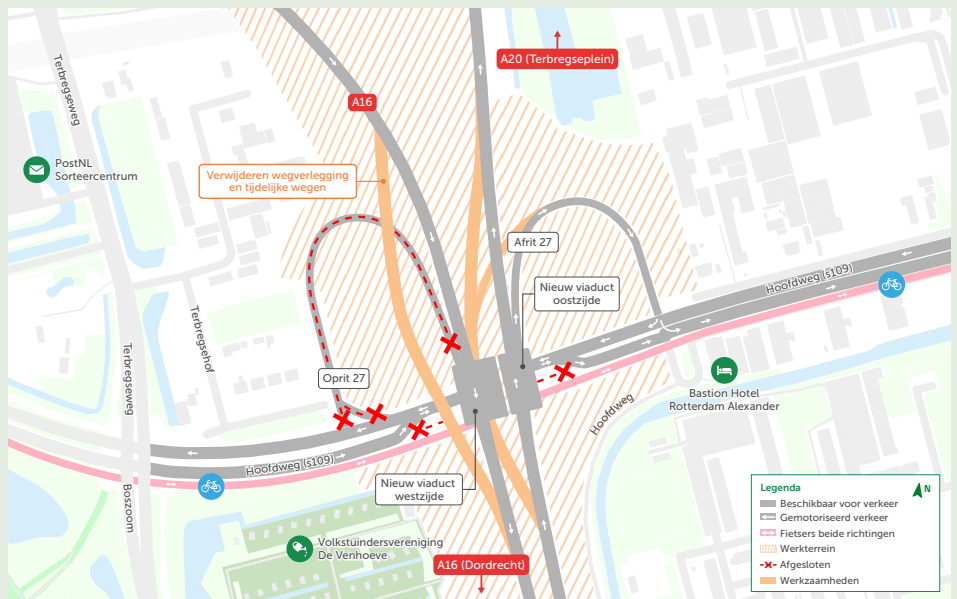 A20 (Terbregseplein)
Terbregseweg
A16
PostNL
Sorteercentrum
Verwijderen wegverlegging
en tijdelijke wegen
Afrit 27
Hoofdweg (s109)
Nieuw viaduct
oostzijde
Terbregsehof
Terbregseweg
Oprit 27
Bastion Hotel
Rotterdam Alexander
Hoofdweg
Hoofdweg (s109)
Nieuw viaduct
westzijde
Boszoom
Volkstuindersvereniging
De Venhoeve
A16 (Dordrecht)
Legenda
N
Beschikbaar voor verkeer
Gemotoriseerd verkeer
Fietsers beide richtingen
Werkterrein
Afgesloten
Werkzaamheden